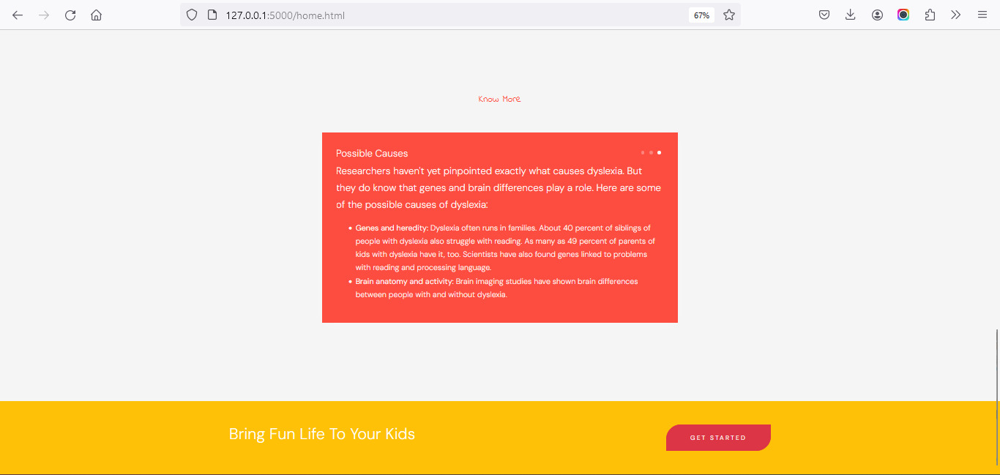 127.0.0.1:5000/home.html
67%
Know More
Possible Causes
Researchers haven't yet pinpointed exactly what causes dyslexia. But
they do know that genes and brain differences play a role. Here are some
of the possible causes of dyslexia:
• Genes and heredity: Dyslexia often runs in families. About 40 percent of siblings of
people with dyslexia also struggle with reading. As many as 49 percent of parents of
kids with dyslexia have it, too. Scientists have also found genes linked to problems
with reading and processing language.
• Brain anatomy and activity: Brain imaging studies have shown brain differences
between people with and without dyslexia.
Bring Fun Life To Your Kids
GET STARTED